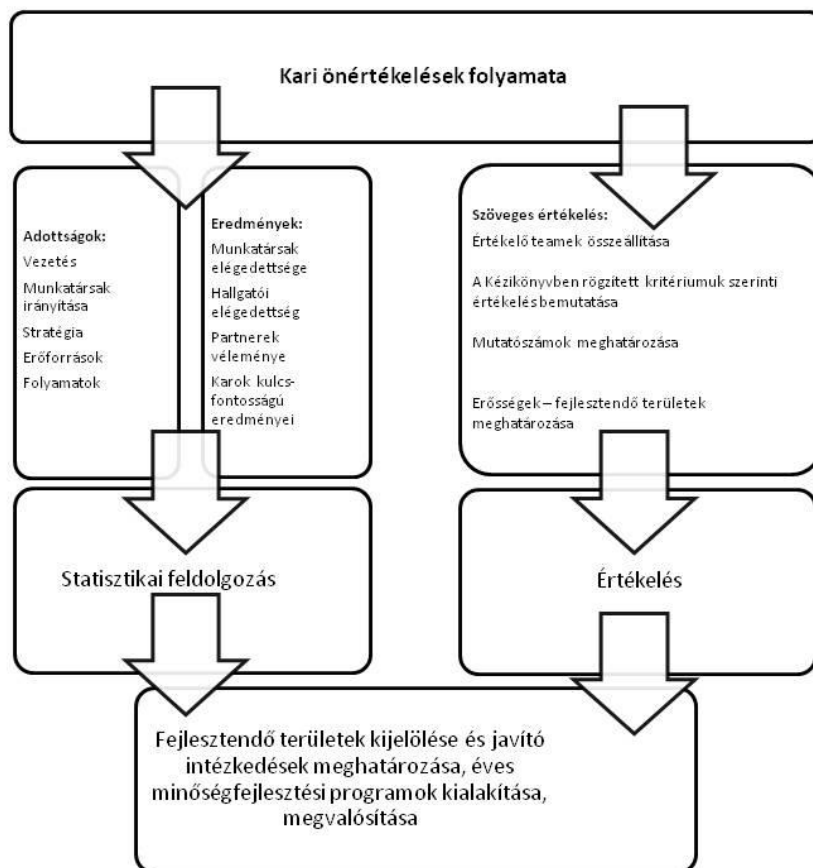 Kari önértékelések folyamata
Adottságok:
Vezetés
Munkatársak
irányítása
Stratégia
Erőforrások
Folyamatok
Eredmények:
Munkatársak
elégedettsége
Hallgatói
elégedettség
Partnerek
véleménye
Karok kulcs-
fontosságú
eredményei
Szöveges értékelés:
Értékelő teamek összeállítása
A Kézikönyvben rögzített kritériumuk szerinti
értékelés bemutatása
Mutatószámok meghatározása
Erősségek – fejlesztendő területek
meghatározása
Statisztikai feldolgozás
Értékelés
Fejlesztendő területek kijelölése és javító
intézkedések meghatározása, éves
minőségfejlesztési programok kialakítása,
megvalósítása